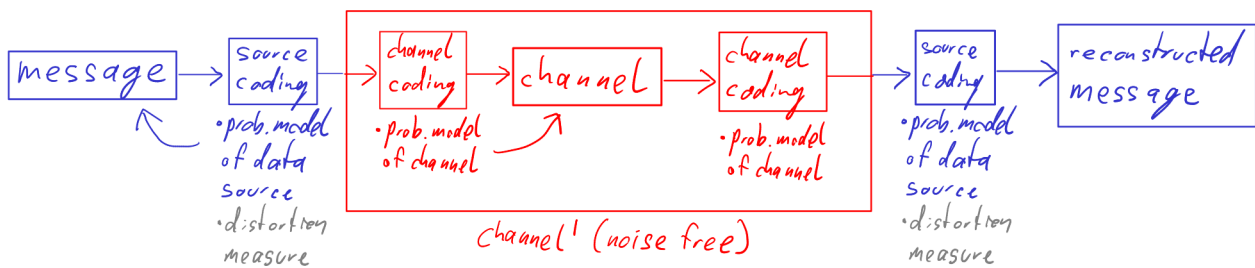 message
source
coding
• prob. model
of data
source
• distortion
measure
channel
coding
• prob. model
of channel
channel
channel
coding
• prob. model
of channel
channel' (noise free)
source
coding
• prob. model
of data
source
• distortion
measure
reconstructed
message